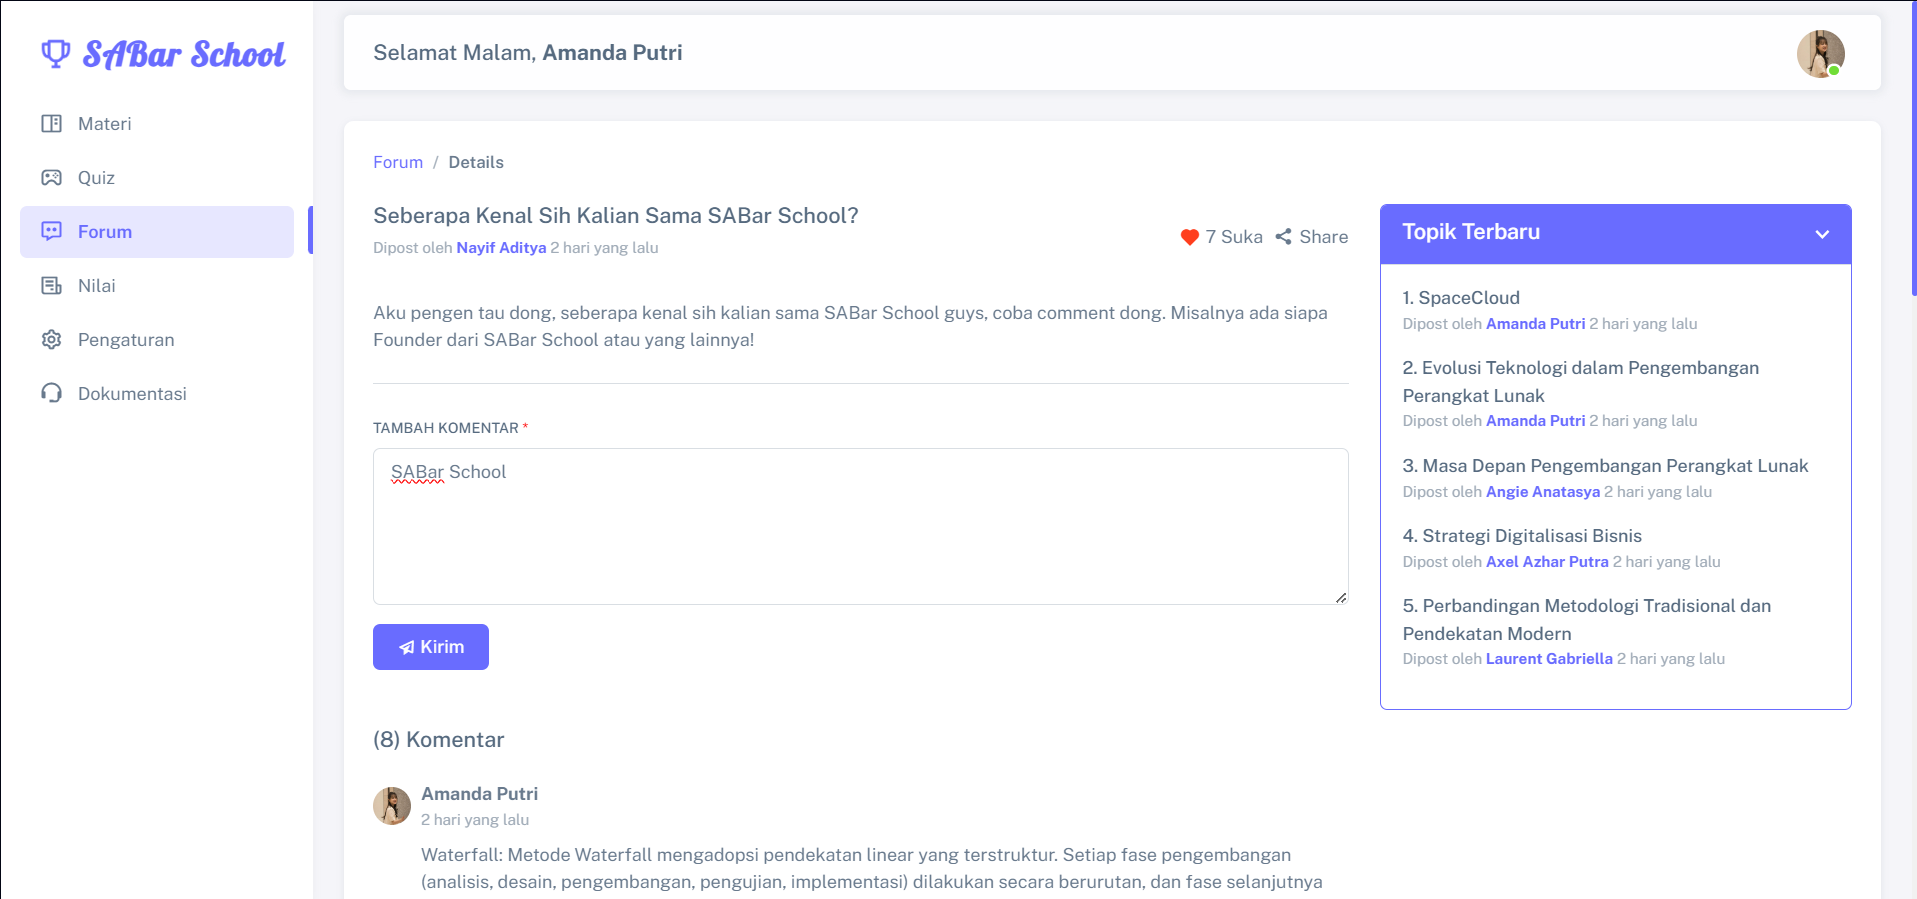 SABar School
Materi
Quiz
Forum
Nilai
Pengaturan
Dokumentasi
Selamat Malam, Amanda Putri
Forum / Details
Seberapa Kenal Sih Kalian Sama SABar School?
Dipost oleh Nayif Aditya 2 hari yang lalu
7 Suka Share
Aku pengen tau dong, seberapa kenal sih kalian sama SABar School guys, coba comment dong. Misalnya ada siapa
Founder dari SABar School atau yang lainnya!
TAMBAH KOMENTAR *
SABar School
Kirim
(8) Komentar
Amanda Putri
2 hari yang lalu
Waterfall: Metode Waterfall mengadopsi pendekatan linear yang terstruktur. Setiap fase pengembangan
(analisis, desain, pengembangan, pengujian, implementasi) dilakukan secara berurutan, dan fase selanjutnya
Topik Terbaru
1. SpaceCloud
Dipost oleh Amanda Putri 2 hari yang lalu
2. Evolusi Teknologi dalam Pengembangan
Perangkat Lunak
Dipost oleh Amanda Putri 2 hari yang lalu
3. Masa Depan Pengembangan Perangkat Lunak
Dipost oleh Angie Anatasya 2 hari yang lalu
4. Strategi Digitalisasi Bisnis
Dipost oleh Axel Azhar Putra 2 hari yang lalu
5. Perbandingan Metodologi Tradisional dan
Pendekatan Modern
Dipost oleh Laurent Gabriella 2 hari yang lalu